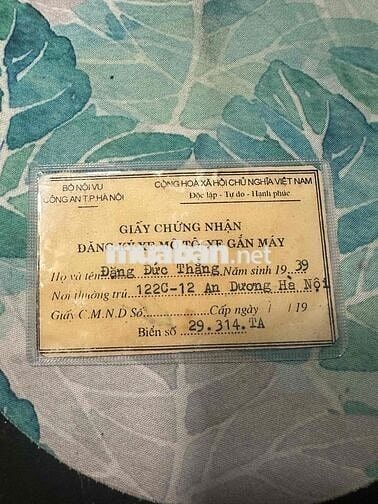 BỘ NỘI VỤ
CÔNG AN T.P. HÀ NỘI
CỘNG HOÀ XÃ HỘI CHỦ NGHĨA VIỆT NAM
Độc lập - Tự do - Hạnh phúc
GIẤY CHỨNG NHẬN
ĐĂNG KÝ XE MÔ TÔ XE GẮN MÁY
muaban.net
Họ và tên Đặng Đức Thắng Năm sinh 19 39
Nơi thường trú 122C-12 An Dương Hà Nội
Giấy C.M.N.D Số Cấp ngày / /19
Biển số 29.314.TA